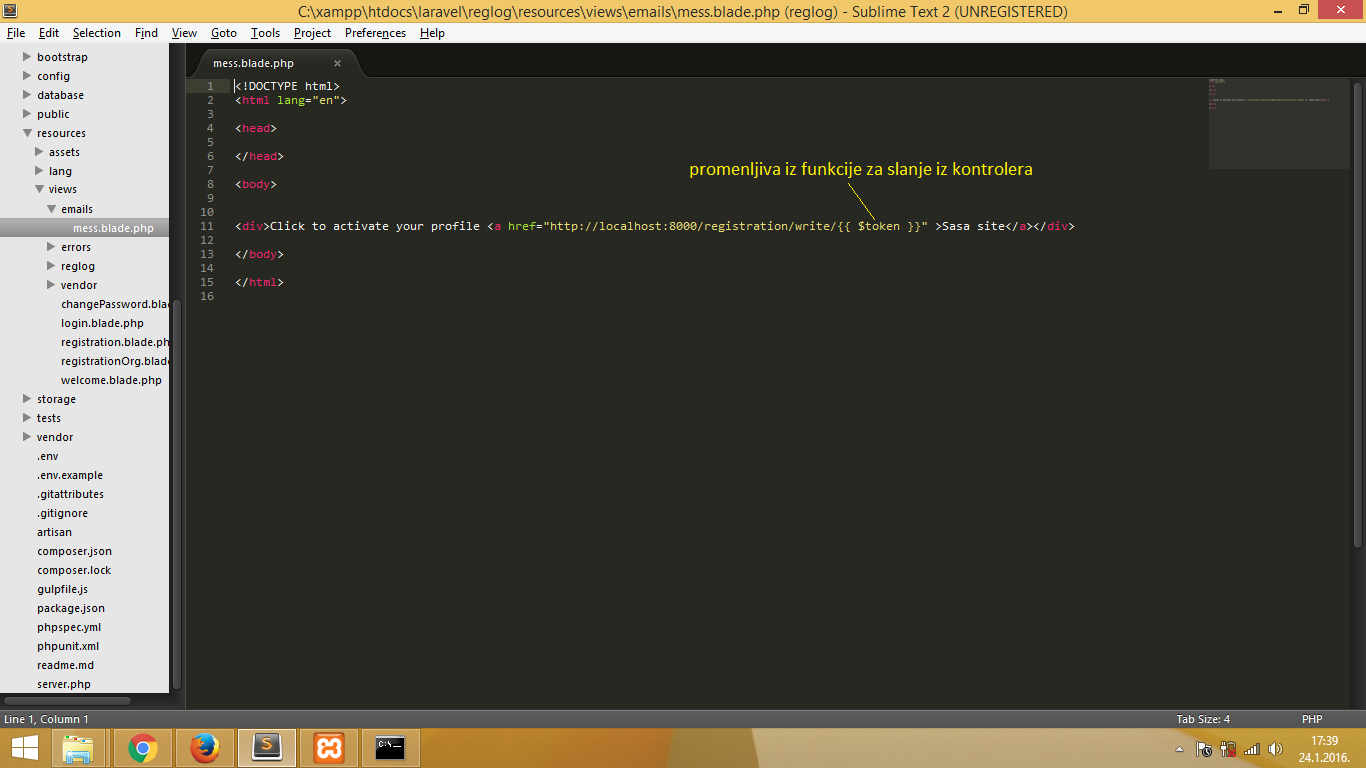 C:\xampp\htdocs\laravel\reglog\resources\views\emails\mess.blade.php (reglog) - Sublime Text 2 (UNREGISTERED)
File Edit Selection Find View Goto Tools Project Preferences Help
bootstrap
config
database
public
resources
assets
lang
views
emails
mess.blade.php
errors
reglog
vendor
changePassword.blad
login.blade.php
registration.blade.ph
registrationOrg.blade
welcome.blade.php
storage
tests
vendor
.env
.env.example
.gitattributes
.gitignore
artisan
composer.json
composer.lock
gulpfile.js
package.json
phpspec.yml
phpunit.xml
readme.md
server.php
mess.blade.php ×
1 <!DOCTYPE html>
2 <html lang="en">
3
4 <head>
5
6 </head>
7
promenljiva iz funkcije za slanje iz kontrolera
8 <body>
9
10
11 <div>Click to activate your profile <a href="http://localhost:8000/registration/write/{{ $token }}" >Sasa site</a></div>
12
13 </body>
14
15 </html>
16
Line 1, Column 1 Tab Size: 4 PHP
C:\_
17:39
24.1.2016.